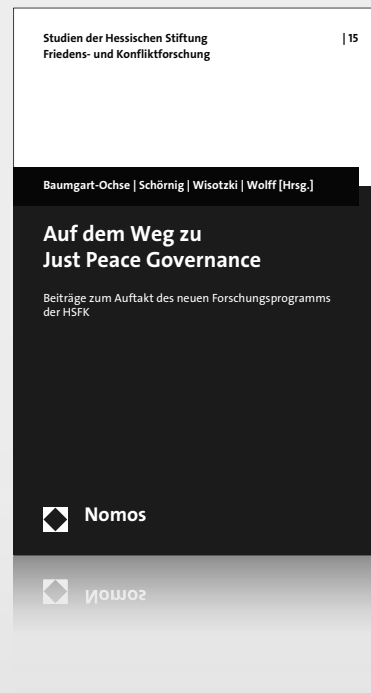 Studien der Hessischen Stiftung | 15
Friedens- und Konfliktforschung
Baumgart-Ochse | Schörnig | Wisotzki | Wolff [Hrsg.]
Auf dem Weg zu
Just Peace Governance
Beiträge zum Auftakt des neuen Forschungsprogramms
der HSFK
Nomos
Nomos